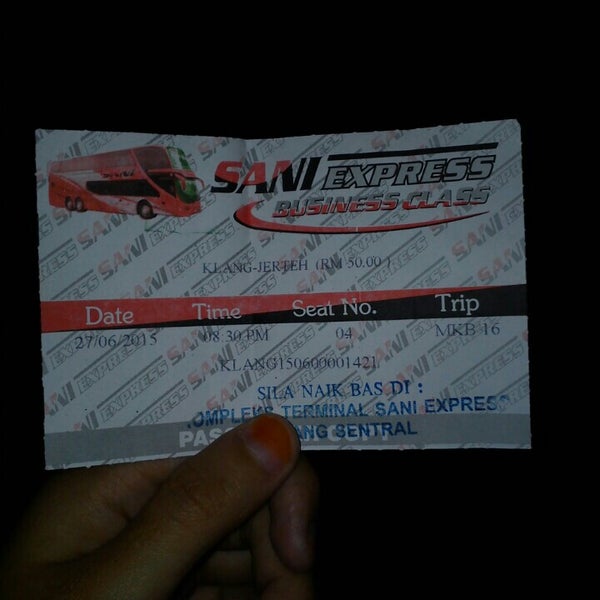 SANI EXPRESS
BUSINESS CLASS
KLANG-JERTEH (RM 50.00 )
Date Time Seat No. Trip
27/06/2015 08:30 PM 04 MKB 16
KLANG150600001421
SILA NAIK BAS DI :
KOMPLEKS TERMINAL SANI EXPRESS
SENTRAL